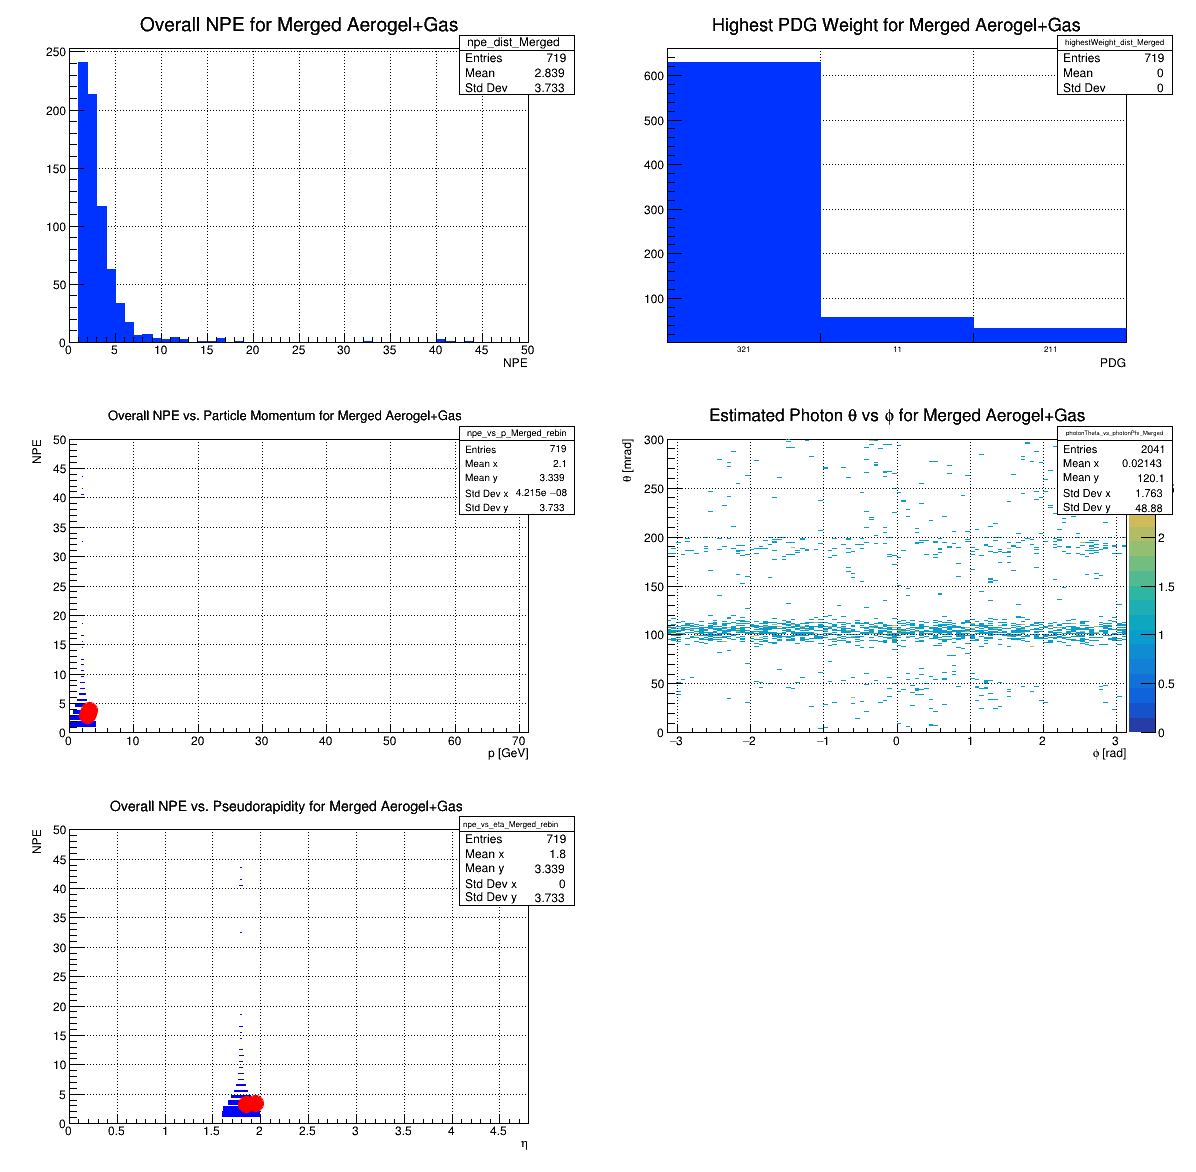 Overall NPE for Merged Aerogel+Gas
npe_dist_Merged
Entries 719
Mean 2.839
Std Dev 3.733
250
200
150
100
50
0
0 5 10 15 20 25 30 35 40 45 50
NPE
Highest PDG Weight for Merged Aerogel+Gas
highestWeight_dist_Merged
Entries 719
Mean 0
Std Dev 0
600
500
400
300
200
100
321 11 211
PDG
Overall NPE vs. Particle Momentum for Merged Aerogel+Gas
npe_vs_p_Merged_rebin
Entries 719
Mean x 2.1
Mean y 3.339
Std Dev x 4.215e −08
Std Dev y 3.733
NPE
50
45
40
35
30
25
20
15
10
5
0
0 10 20 30 40 50 60 70
p [GeV]
Estimated Photon θ vs ϕ for Merged Aerogel+Gas
Entries 2041
Mean x 0.02143
Mean y 120.1
Std Dev x 1.763
Std Dev y 48.88
θ [mrad]
300
250
200
150
100
50
0
−3 −2 −1 0 1 2 3
ϕ [rad]
2
1.5
1
0.5
0
Overall NPE vs. Pseudorapidity for Merged Aerogel+Gas
npe_vs_eta_Merged_rebin
Entries 719
Mean x 1.8
Mean y 3.339
Std Dev x 0
Std Dev y 3.733
NPE
50
45
40
35
30
25
20
15
10
5
0
0 0.5 1 1.5 2 2.5 3 3.5 4 4.5
η